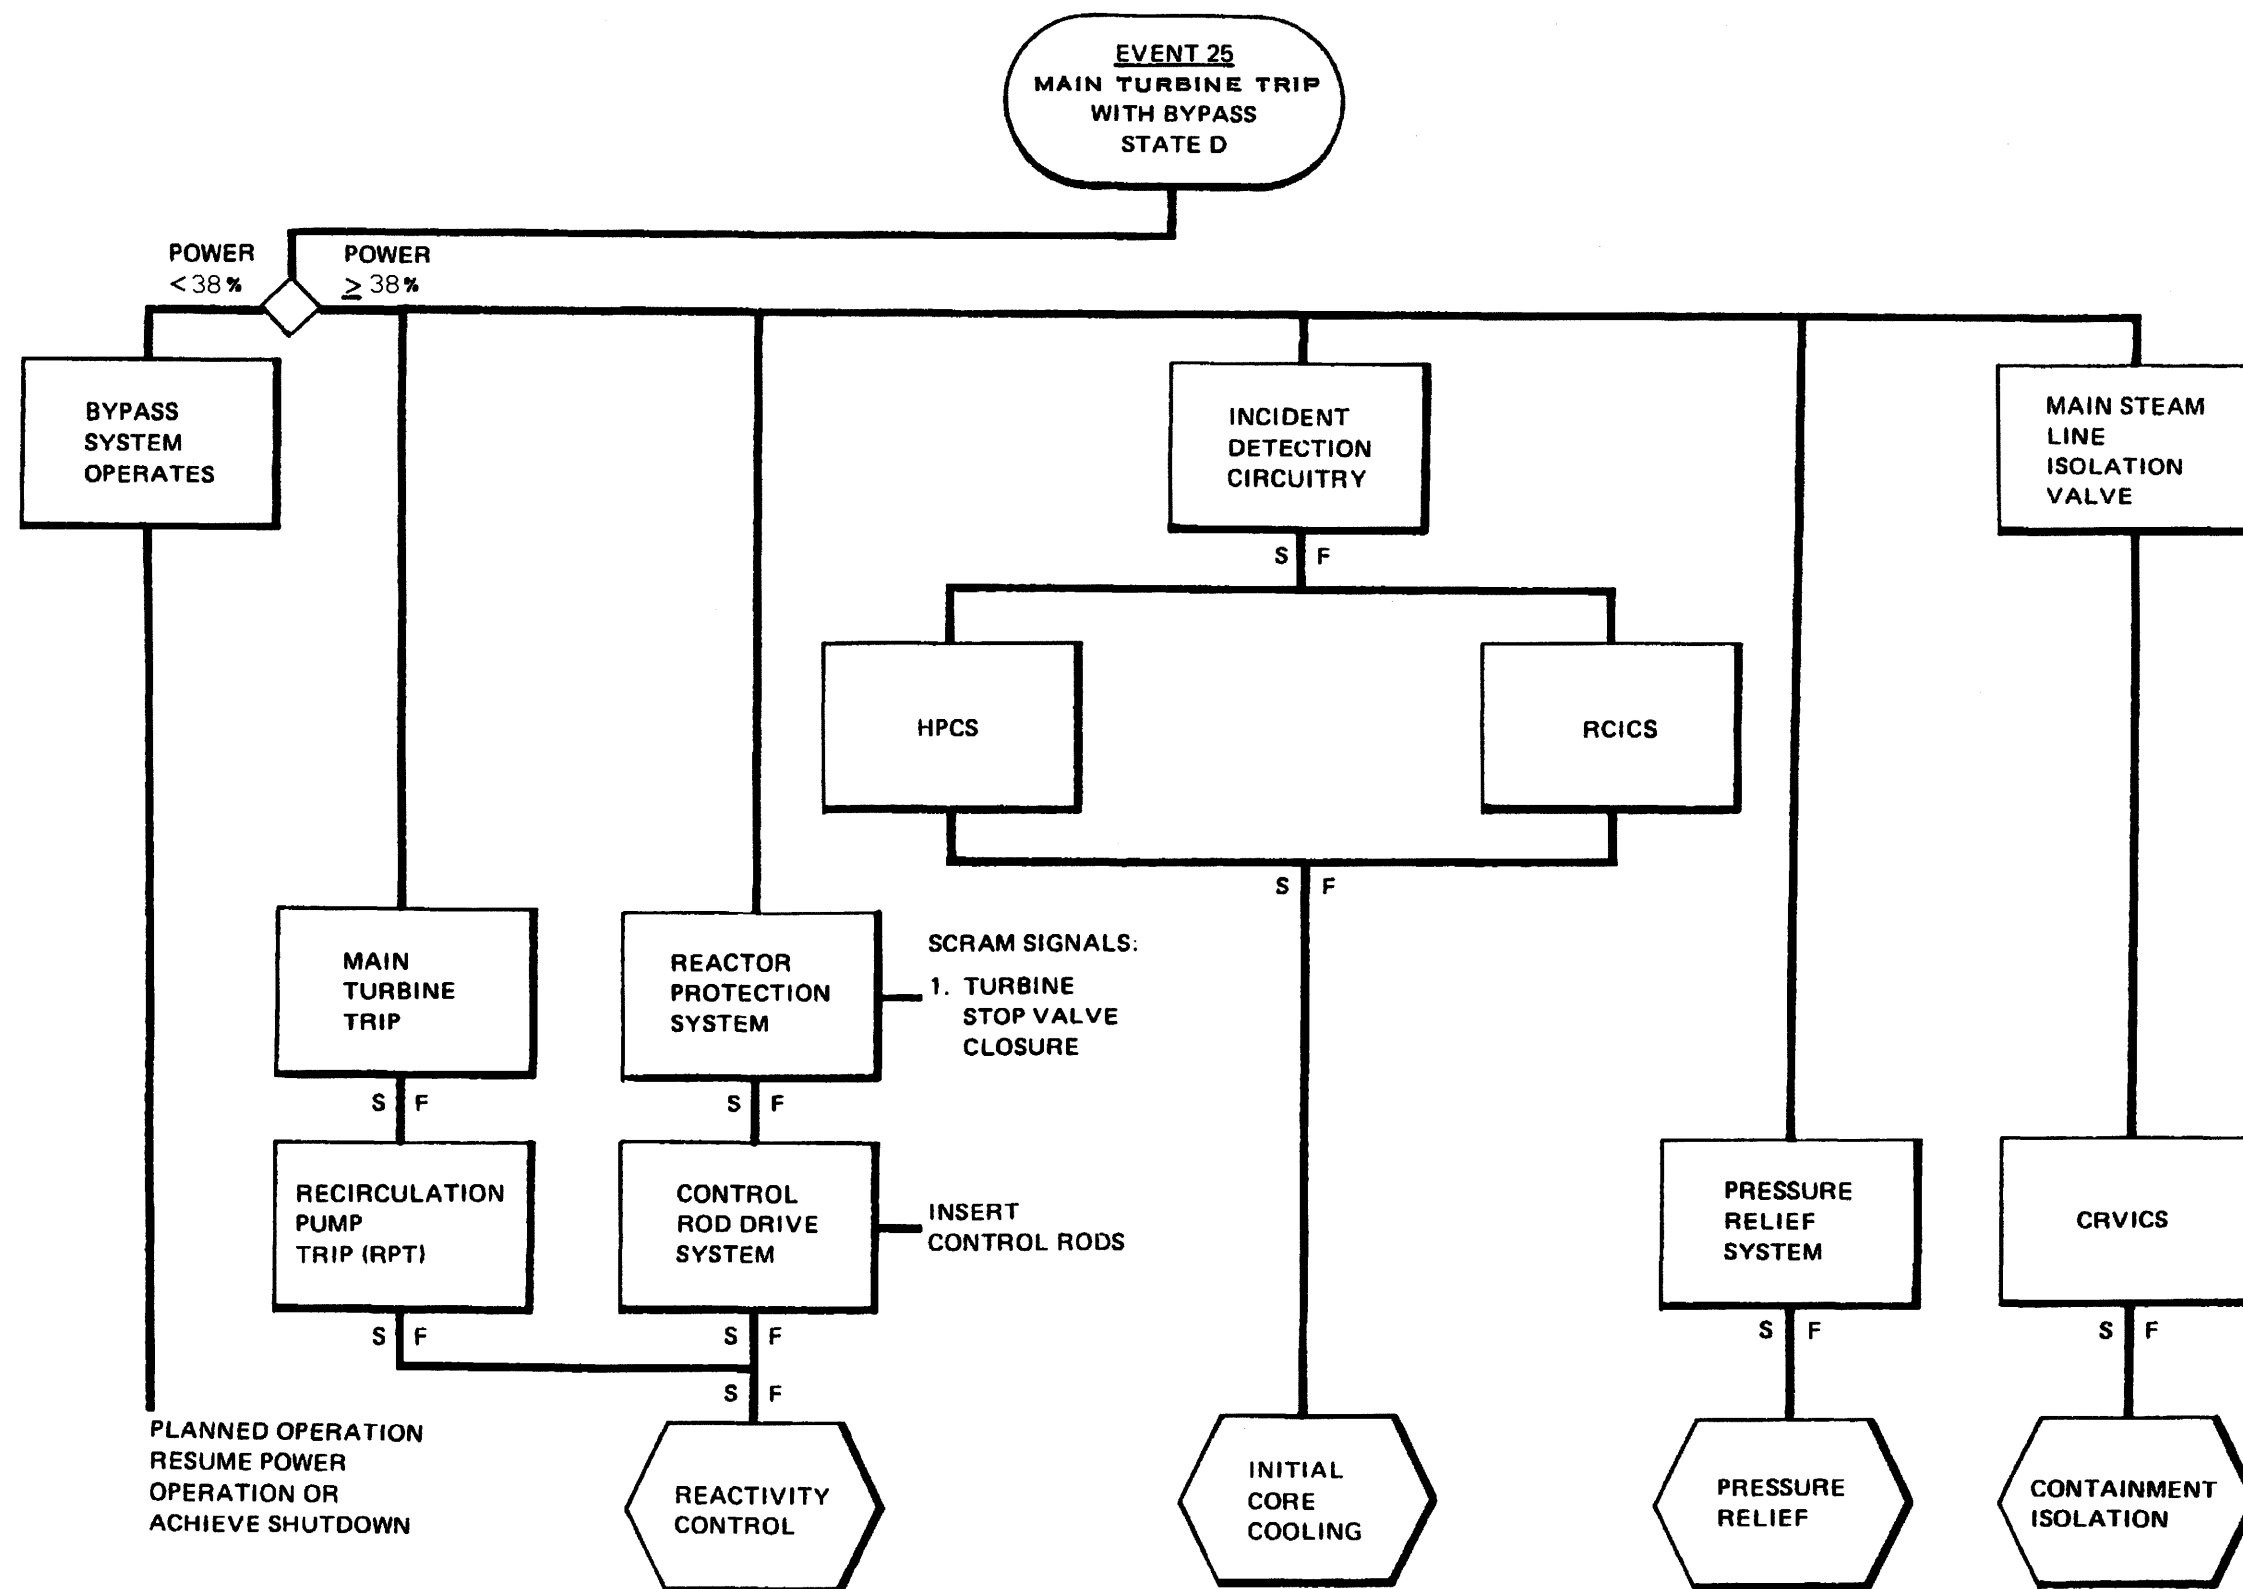 EVENT 25
MAIN TURBINE TRIP
WITH BYPASS
STATE D
POWER
< 38 %
POWER
≥ 38 %
BYPASS
SYSTEM
OPERATES
INCIDENT
DETECTION
CIRCUITRY
MAIN STEAM
LINE
ISOLATION
VALVE
S F
HPCS
RCICS
S F
MAIN
TURBINE
TRIP
REACTOR
PROTECTION
SYSTEM
SCRAM SIGNALS:
1. TURBINE
STOP VALVE
CLOSURE
S F
S F
RECIRCULATION
PUMP
TRIP (RPT)
CONTROL
ROD DRIVE
SYSTEM
INSERT
CONTROL RODS
PRESSURE
RELIEF
SYSTEM
CRVICS
S F
S F
S F
S F
S F
PLANNED OPERATION
RESUME POWER
OPERATION OR
ACHIEVE SHUTDOWN
REACTIVITY
CONTROL
INITIAL
CORE
COOLING
PRESSURE
RELIEF
CONTAINMENT
ISOLATION